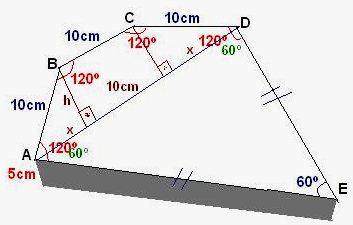 C 10cm D
10cm 120º x 120º
60º
B
120º 10cm
10cm h
x
A 120º 60º
5cm
60º E